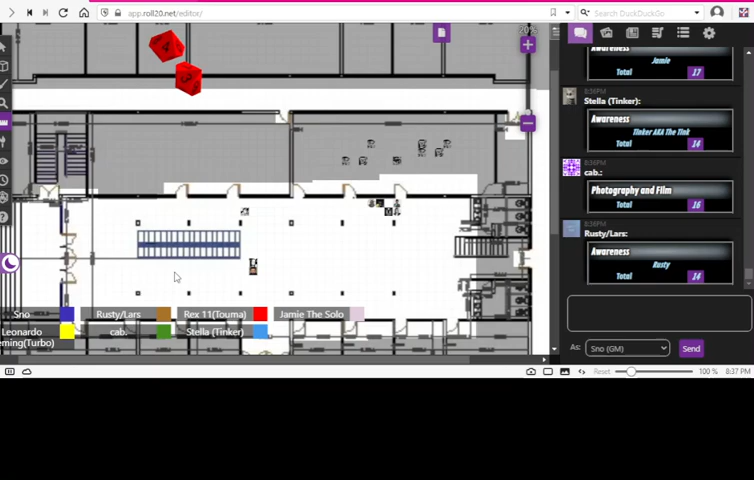 app.roll20.net/editor/
Search DuckDuckGo
20%
Awareness
Jamie
Total 17
8:36PM
Stella (Tinker):
Awareness
Tinker AKA The Tink
Total 14
8:36PM
cab.:
Photography and Film
Total 16
8:36PM
Rusty/Lars:
Awareness
Rusty
Total 14
Sno
Rusty/Lars
Rex 11(Touma)
Jamie The Solo
Leonardo
eming(Turbo)
cab.
Stella (Tinker)
As:
Sno (GM)
Send
Reset
100 %
8:37 PM